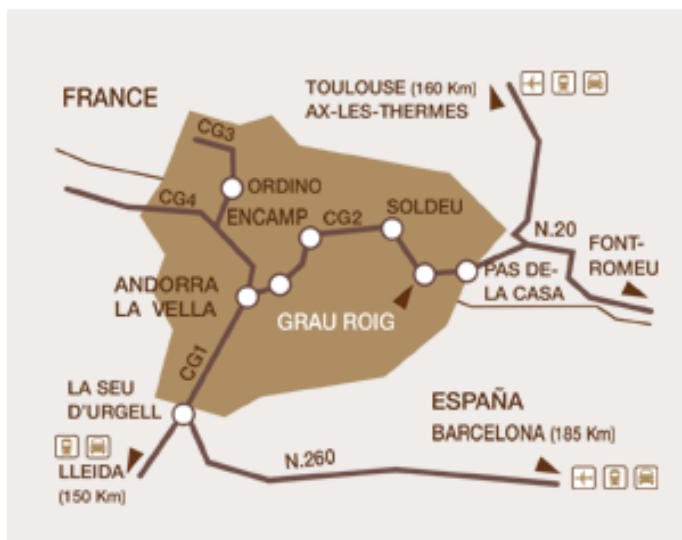 FRANCE
TOULOUSE (160 Km)
AX-LES-THERMES
CG3
ORDINO
CG4
ENCAMP
CG2
SOLDEU
N.20
FONT-
ROMEU
ANDORRA
LA VELLA
PAS DE-
LA CASA
GRAU ROIG
CG1
LA SEU
D'URGELL
ESPAÑA
BARCELONA (185 Km)
N.260
LLEIDA
(150 Km)